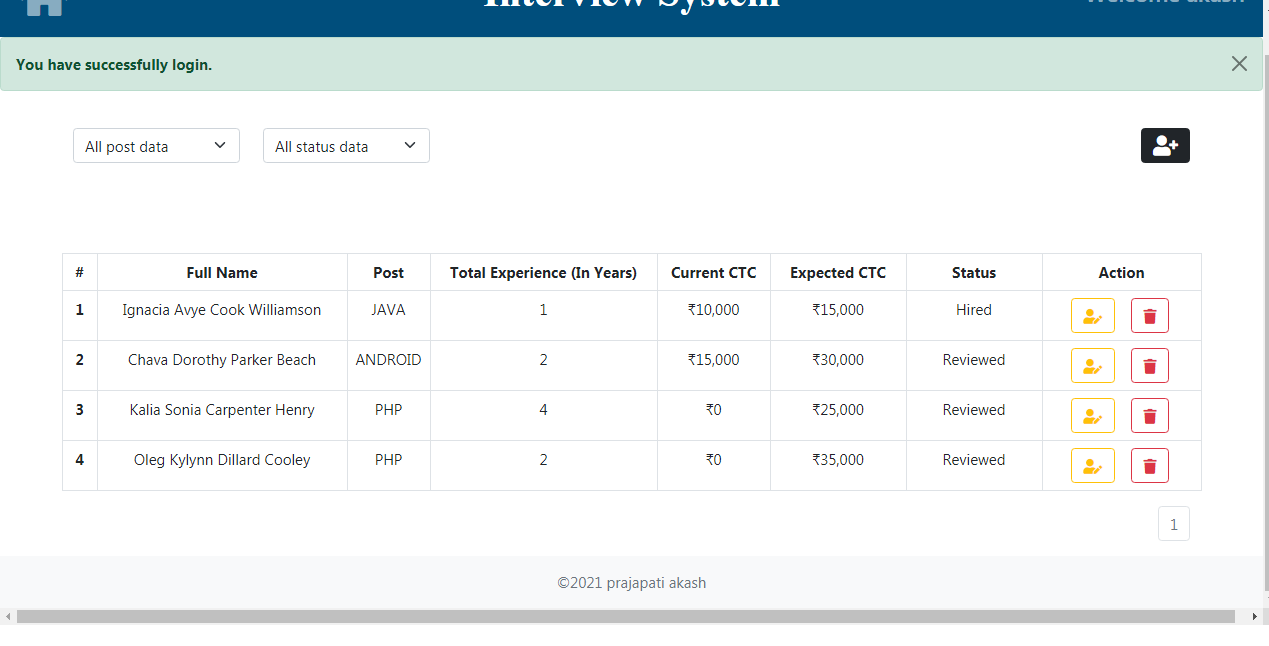 Interview System
Welcome akash
You have successfully login.
All post data All status data
# Full Name Post Total Experience (In Years) Current CTC Expected CTC Status Action
1 Ignacia Avye Cook Williamson JAVA 1 ₹10,000 ₹15,000 Hired
2 Chava Dorothy Parker Beach ANDROID 2 ₹15,000 ₹30,000 Reviewed
3 Kalia Sonia Carpenter Henry PHP 4 ₹0 ₹25,000 Reviewed
4 Oleg Kylynn Dillard Cooley PHP 2 ₹0 ₹35,000 Reviewed
1
©2021 prajapati akash